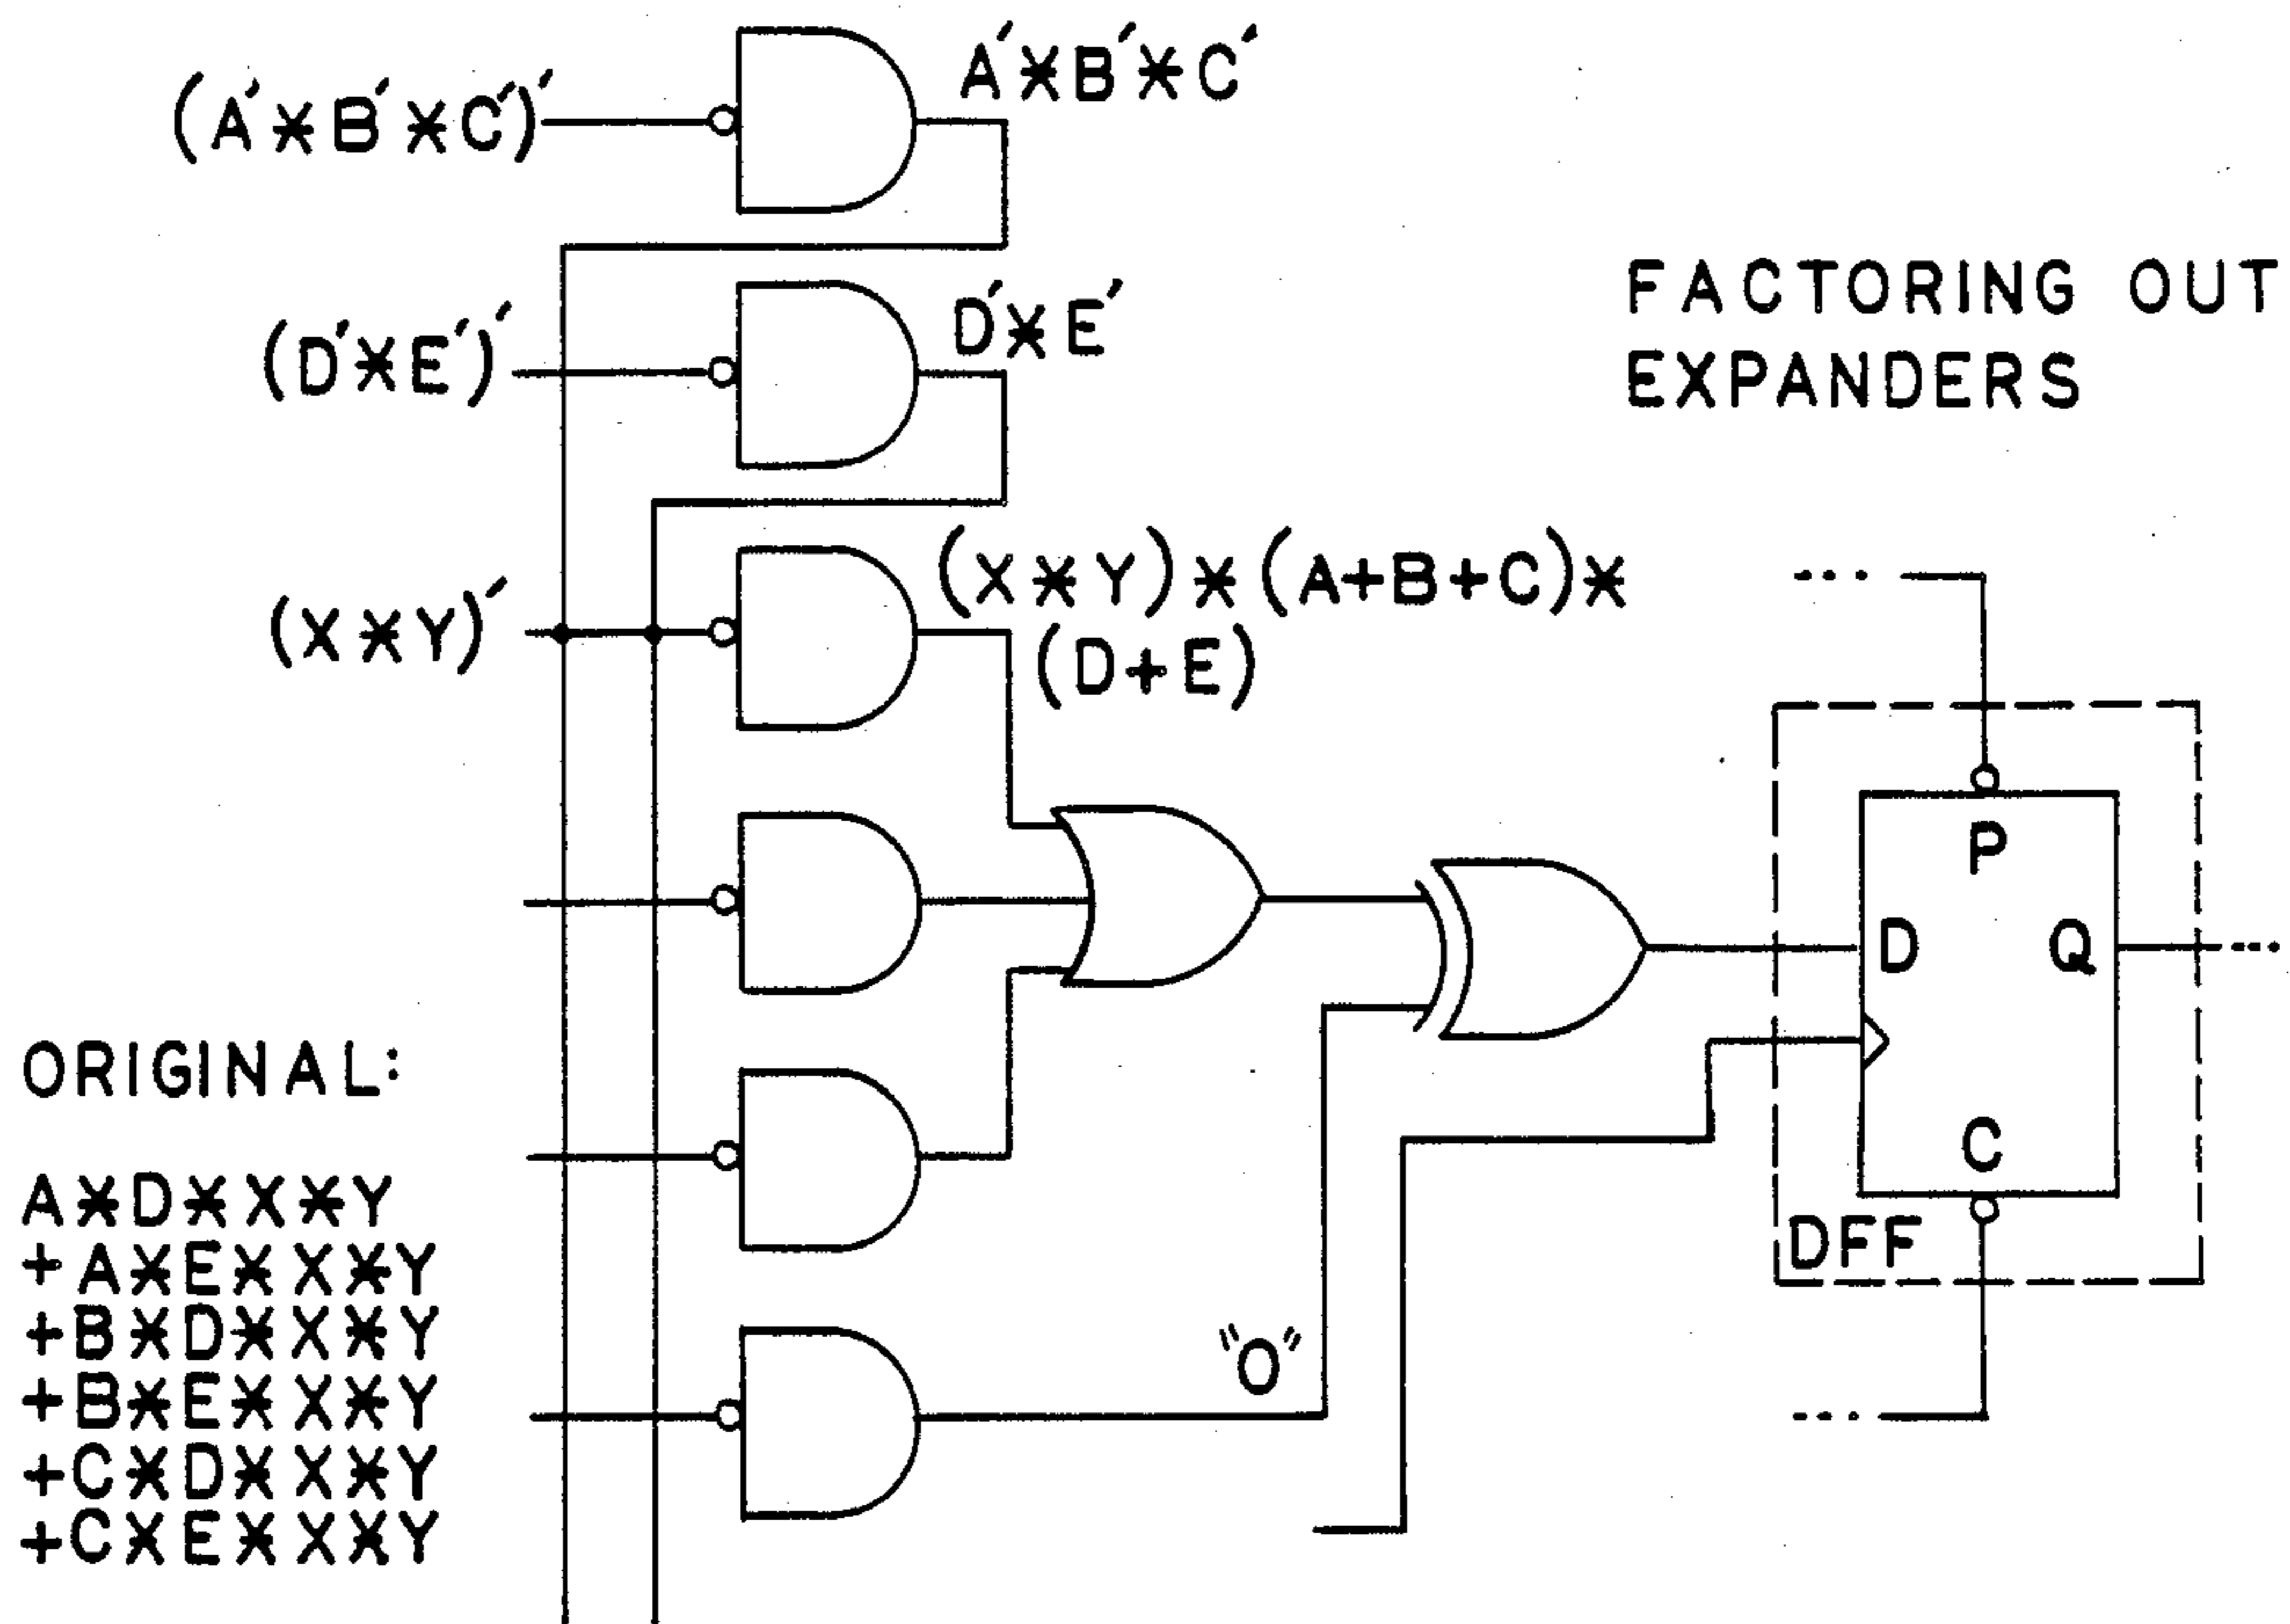 (A'*B'*C')'
A'*B'*C'
(D'*E')'
D'*E'
FACTORING OUT
EXPANDERS
(X*Y)'
(X*Y)*(A+B+C)*
(D+E)
P
D
Q
C
DFF
"0"
ORIGINAL:
A*D*X*Y
+A*E*X*Y
+B*D*X*Y
+B*E*X*Y
+C*D*X*Y
+C*E*X*Y